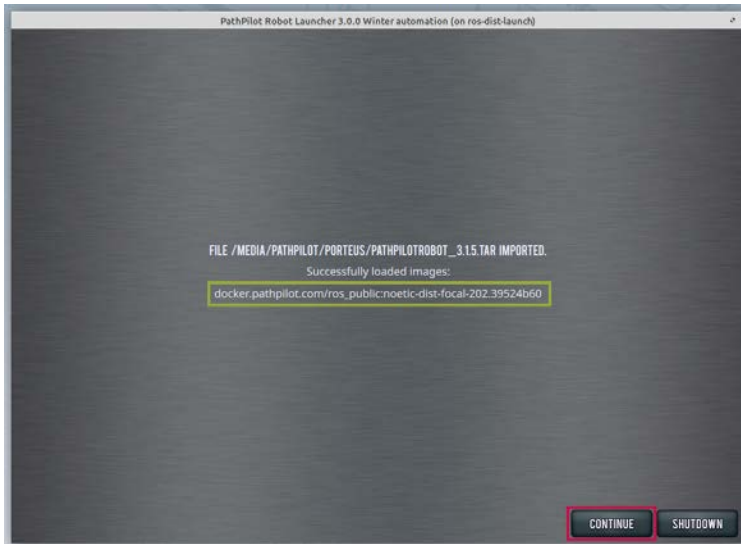 PathPilot Robot Launcher 3.0.0 Winter automation (on ros-dist-launch)
FILE /MEDIA/PATHPILOT/PORTEUS/PATHPILOTROBOT_3.1.5.TAR IMPORTED.
Successfully loaded images:
docker.pathpilot.com/ros_public:noetic-dist-focal-202.39524b60
CONTINUE SHUTDOWN